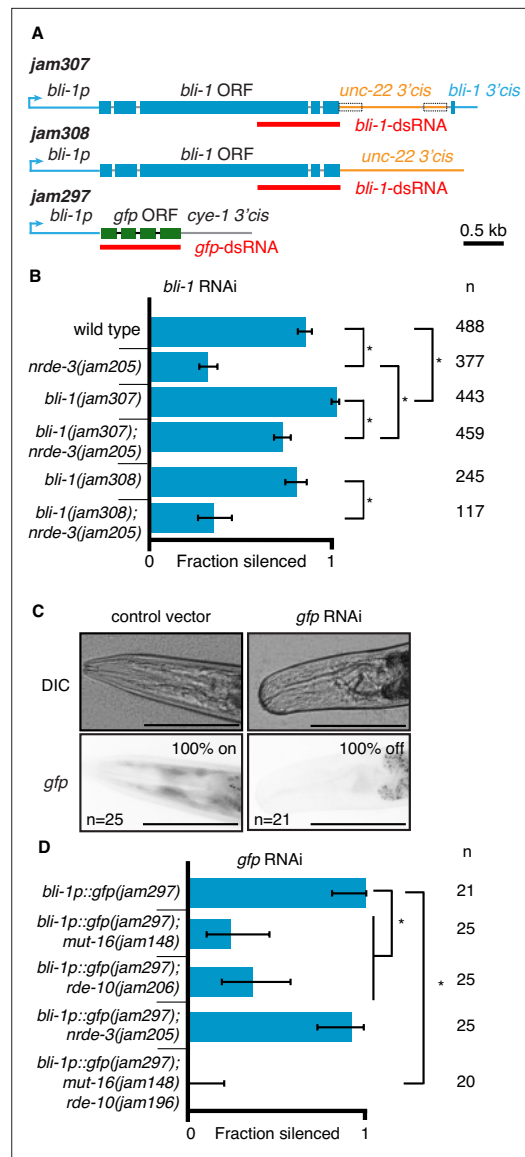 A
jam307
bli-1p
bli-1 ORF
unc-22 3'cis
bli-1 3'cis
bli-1-dsRNA
jam308
bli-1p
bli-1 ORF
unc-22 3'cis
bli-1-dsRNA
jam297
bli-1p
gfp ORF
cye-1 3'cis
gfp-dsRNA
0.5 kb
B
bli-1 RNAi
n
wild type
*
488
nrde-3(jam205)
*
377
bli-1(jam307)
*
443
bli-1(jam307);
nrde-3(jam205)
*
459
bli-1(jam308)
245
bli-1(jam308);
nrde-3(jam205)
*
117
0
Fraction silenced
1
C
control vector
gfp RNAi
DIC
gfp
100% on
n=25
100% off
n=21
D
gfp RNAi
n
bli-1p::gfp(jam297)
21
bli-1p::gfp(jam297);
mut-16(jam148)
*
25
bli-1p::gfp(jam297);
rde-10(jam206)
25
bli-1p::gfp(jam297);
nrde-3(jam205)
*
25
bli-1p::gfp(jam297);
mut-16(jam148)
rde-10(jam196)
20
0
Fraction silenced
1